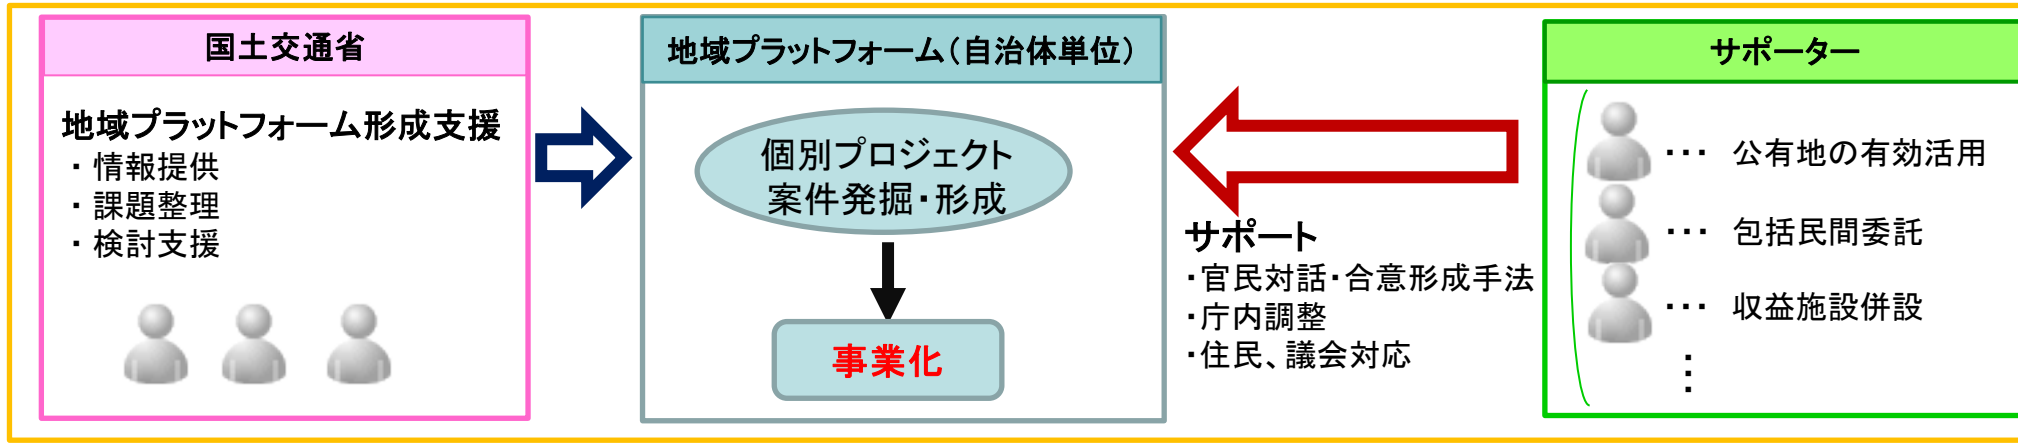 国土交通省
地域プラットフォーム形成支援
・情報提供
・課題整理
・検討支援
地域プラットフォーム（自治体単位）
個別プロジェクト
案件発掘・形成
事業化
サポート
・官民対話・合意形成手法
・庁内調整
・住民、議会対応
サポーター
・・・ 公有地の有効活用
・・・ 包括民間委託
・・・ 収益施設併設
⋮